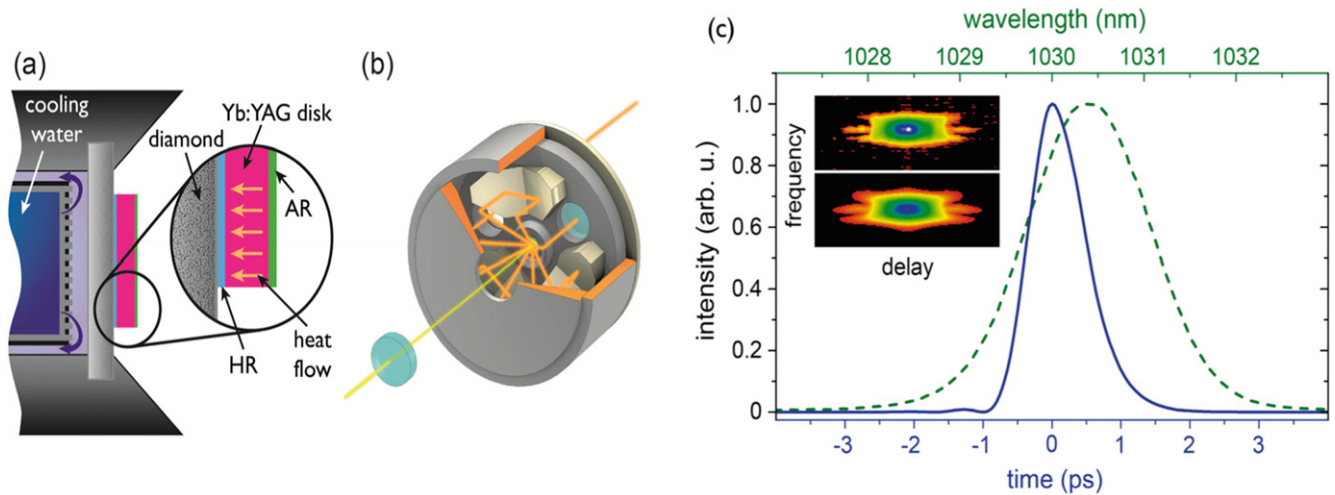 (a)
cooling
water
diamond
Yb:YAG disk
AR
HR
heat
flow
(b)
(c)
wavelength (nm)
1028 1029 1030 1031 1032
intensity (arb. u.)
1.0
0.8
0.6
0.4
0.2
0
frequency
delay
-3 -2 -1 0 1 2 3
time (ps)